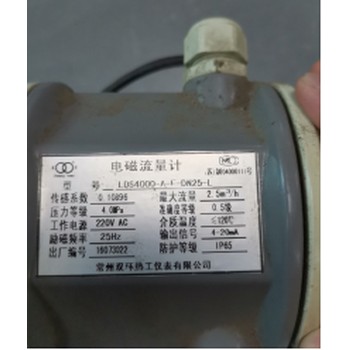 电磁流量计
MC
型 号 LDS4000-A-F-DN25-L
传感系数 0.10896 最大流量 2.5m³/h
压力等级 4.0MPa 准确度等级 0.5级
工作电源 220V AC 介质温度 ≤120℃
励磁频率 25Hz 输出信号 4-20mA
出厂编号 16073022 防护等级 IP65
常州双环热工仪表有限公司